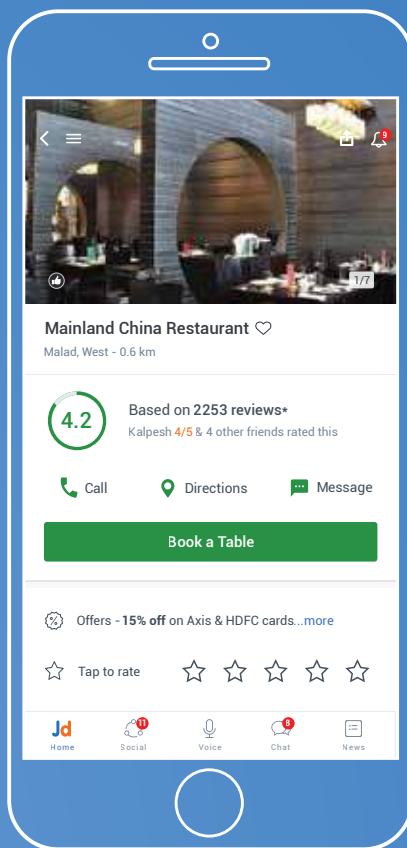 9
1/7
Mainland China Restaurant
Malad, West - 0.6 km
4.2
Based on 2253 reviews*
Kalpesh 4/5 & 4 other friends rated this
Call
Directions
Message
Book a Table
Offers - 15% off on Axis & HDFC cards...more
Tap to rate
Jd 11 8
Home Social Voice Chat News